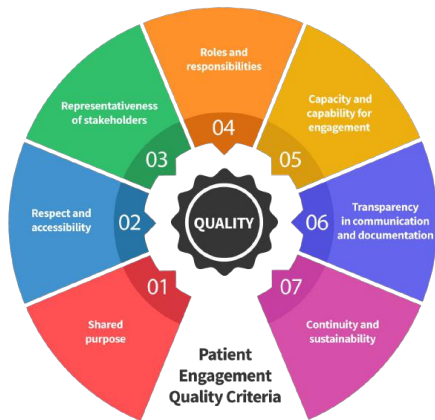 Shared
purpose
01
Respect and
accessibility
02
Representativeness
of stakeholders
03
Roles and
responsibilities
04
Capacity and
capability for
engagement
05
Transparency
in communication
and documentation
06
Continuity and
sustainability
07
QUALITY
Patient
Engagement
Quality Criteria